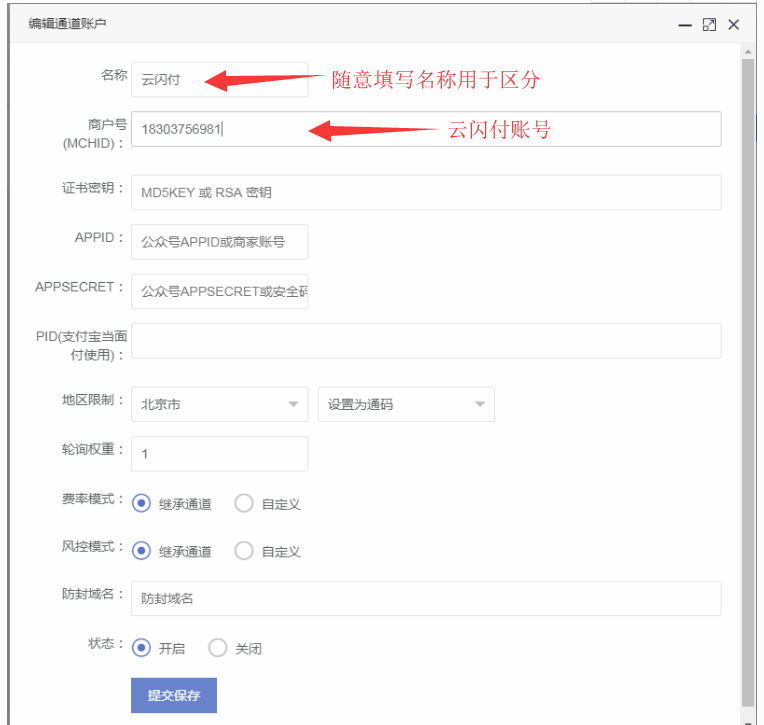 编辑通道账户
名称 云闪付 随意填写名称用于区分
商户号
(MCHID)： 18303756981 云闪付账号
证书密钥： MD5KEY 或 RSA 密钥
APPID： 公众号APPID或商家账号
APPSECRET： 公众号APPSECRET或安全码
PID(支付宝当面
付使用)：
地区限制： 北京市 设置为通码
轮询权重： 1
费率模式： 继承通道 自定义
风控模式： 继承通道 自定义
防封域名： 防封域名
状态： 开启 关闭
提交保存